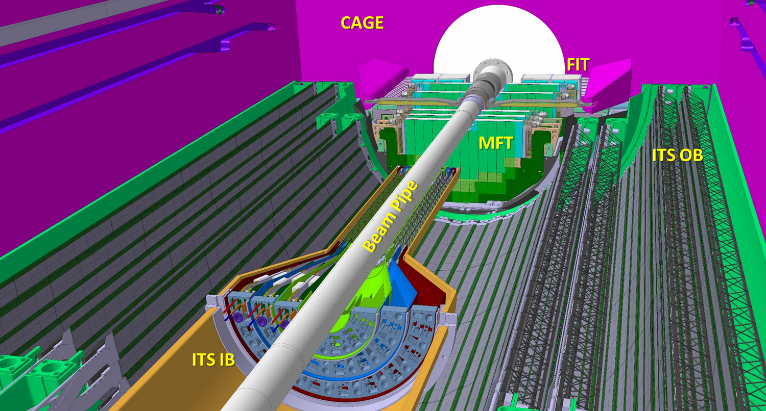 CAGE
FIT
MFT
ITS OB
Beam Pipe
ITS IB